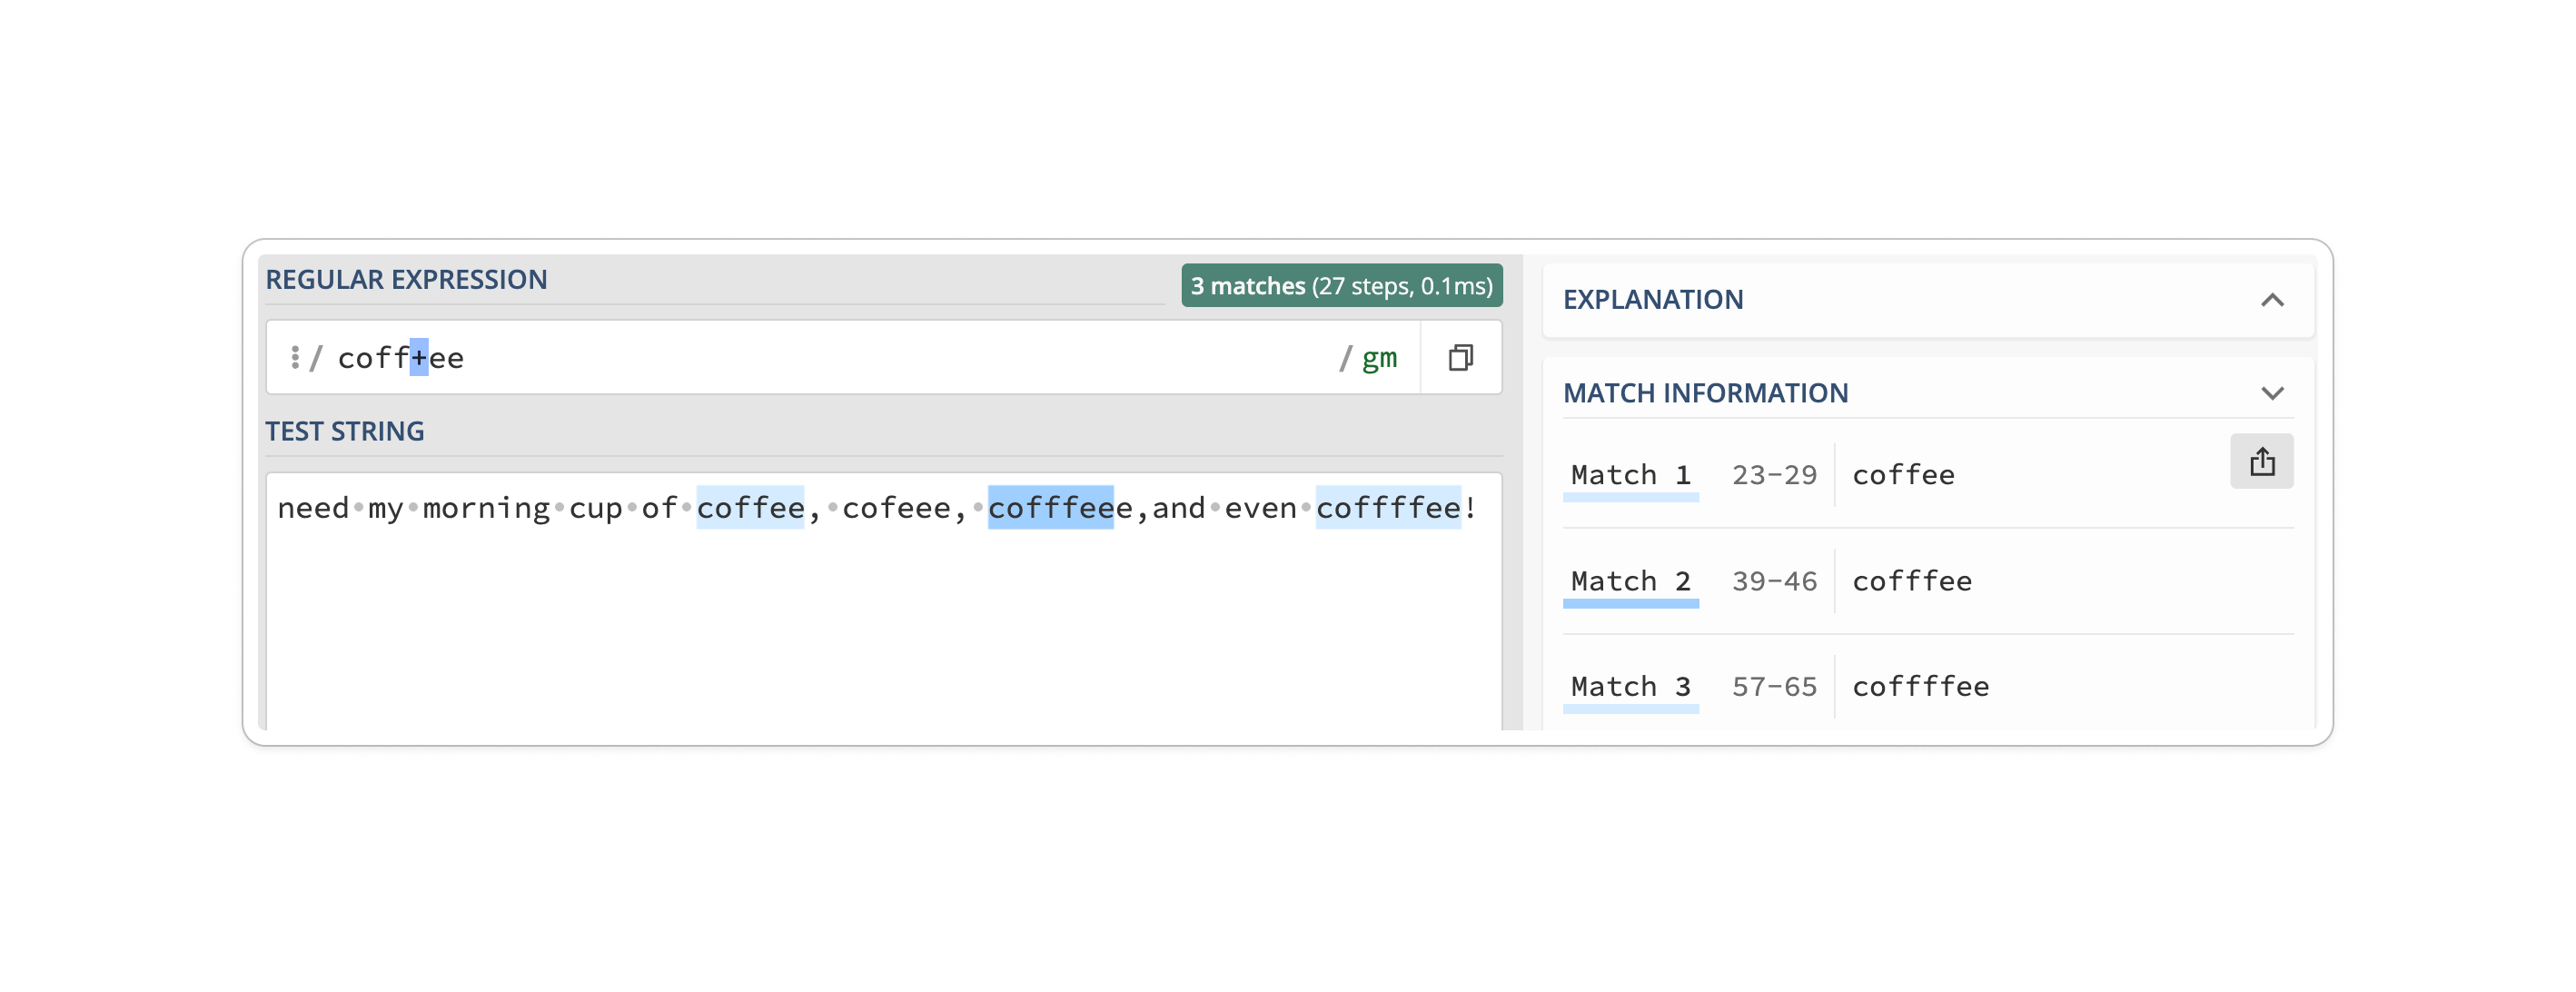 REGULAR EXPRESSION
3 matches (27 steps, 0.1ms)
/ coff+ee / gm
TEST STRING
need·my·morning·cup·of·coffee,·cofeee,·cofffeee,and·even·coffffee!
EXPLANATION
MATCH INFORMATION
Match 1 23-29 coffee
Match 2 39-46 cofffee
Match 3 57-65 coffffee